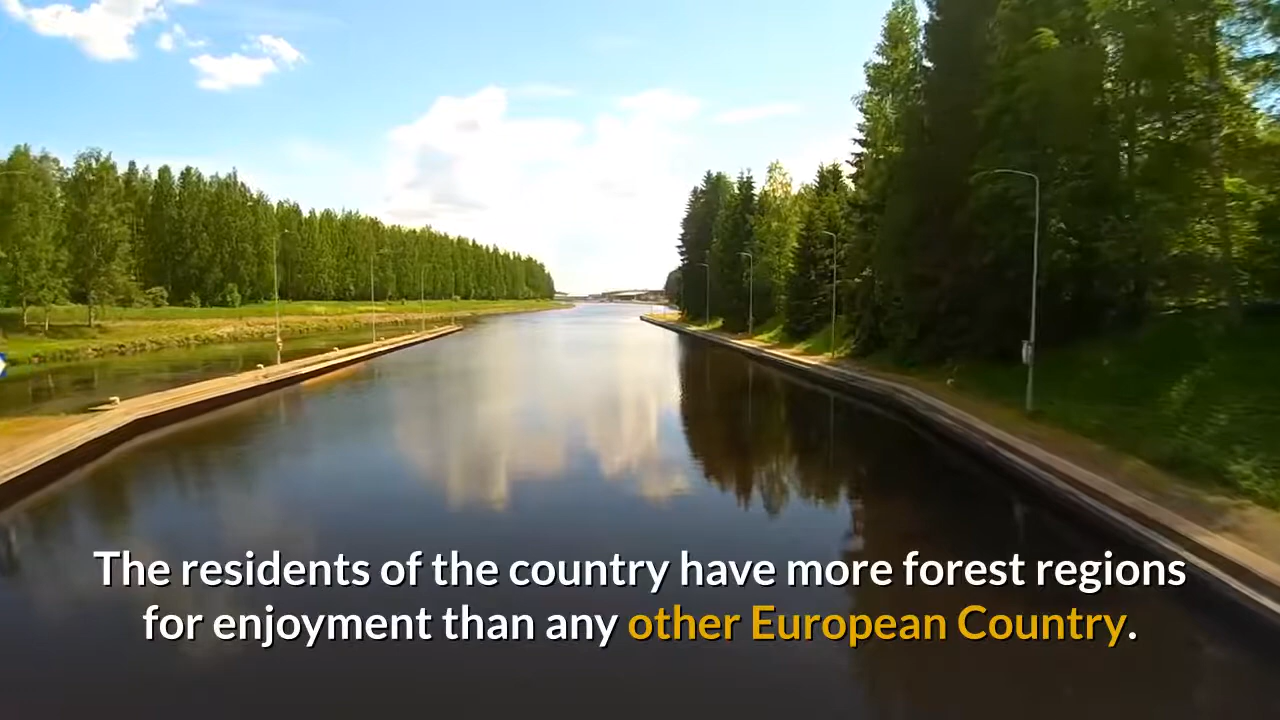 The residents of the country have more forest regions
for enjoyment than any other European Country.